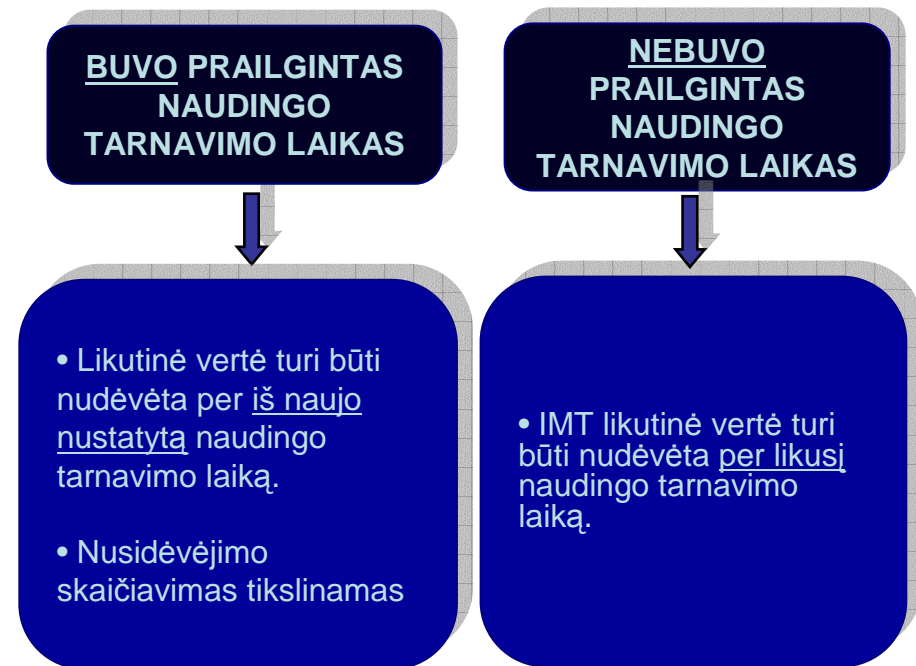 BUVO PRAILGINTAS
NAUDINGO
TARNAVIMO LAIKAS
NEBUVO
PRAILGINTAS
NAUDINGO
TARNAVIMO LAIKAS
• Likutinė vertė turi būti
nudėvėta per iš naujo
nustatytą naudingo
tarnavimo laiką.
• Nusidėvėjimo
skaičiavimas tikslinamas
• IMT likutinė vertė turi
būti nudėvėta per likusį
naudingo tarnavimo
laiką.